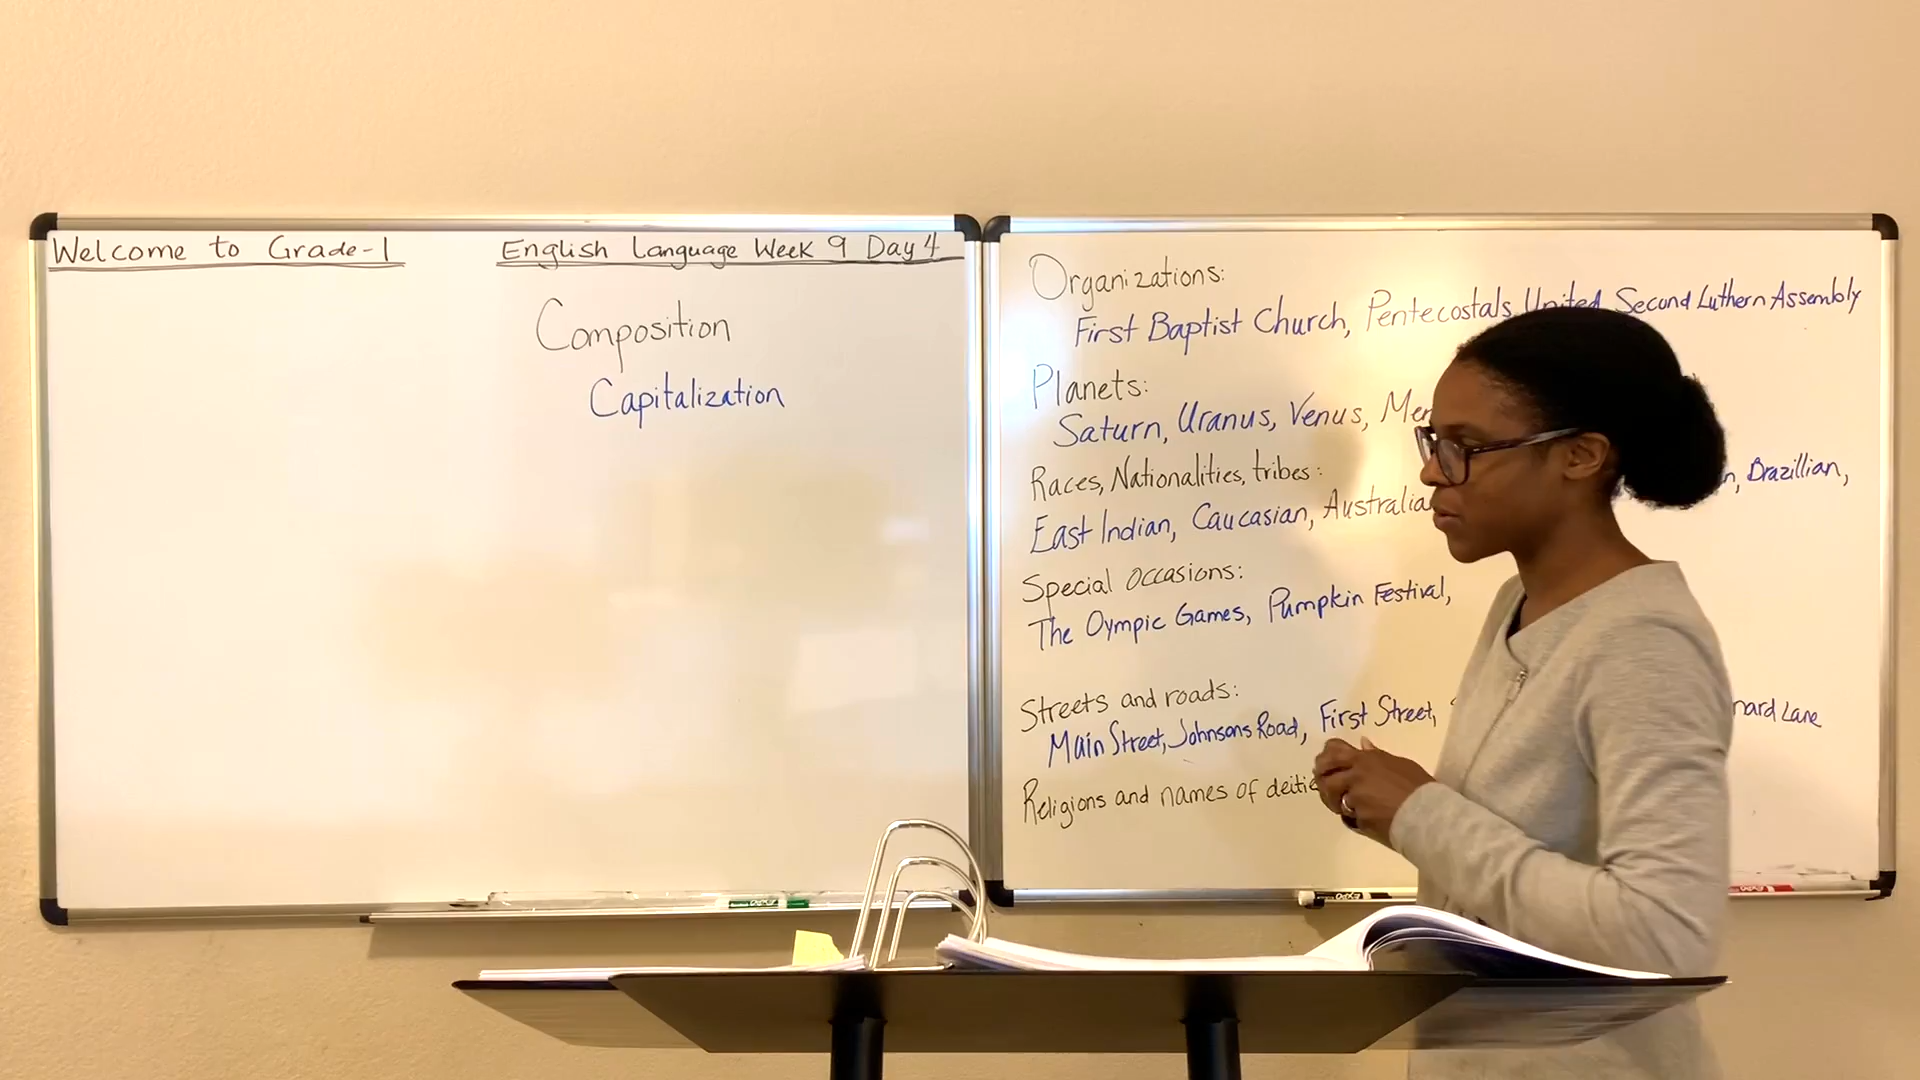 Welcome to Grade-1
English Language Week 9 Day 4
Composition
Capitalization
Organizations:
First Baptist Church, Pentecostals United Second Luthern Assembly
Planets:
Saturn, Uranus, Venus,
Races, Nationalities, tribes:
Brazillian,
East Indian, Caucasian,
Special Occasions:
The Oympic Games, Pumpkin Festival,
Streets and roads:
Main Street, Johnsons Road, First Street, Lane
Religions and names of